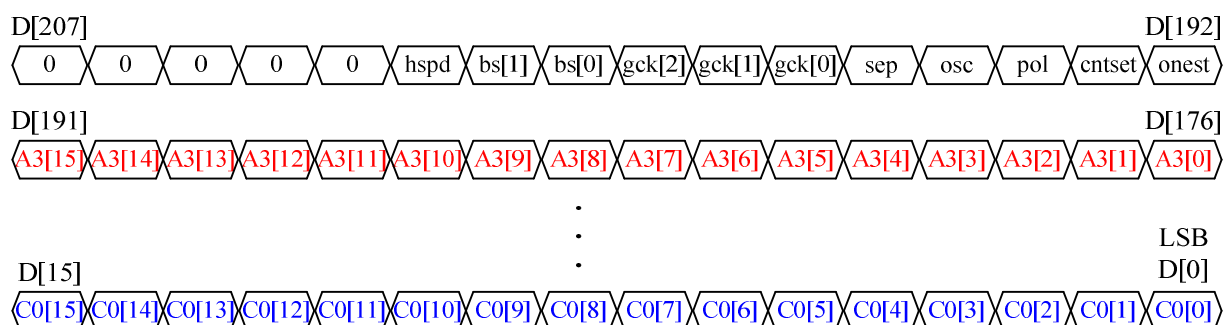 D[207] D[192]
0 0 0 0 0 hspd bs[1] bs[0] gck[2] gck[1] gck[0] sep osc pol cntset onest
D[191] D[176]
A3[15] A3[14] A3[13] A3[12] A3[11] A3[10] A3[9] A3[8] A3[7] A3[6] A3[5] A3[4] A3[3] A3[2] A3[1] A3[0]
LSB
D[15] D[0]
C0[15] C0[14] C0[13] C0[12] C0[11] C0[10] C0[9] C0[8] C0[7] C0[6] C0[5] C0[4] C0[3] C0[2] C0[1] C0[0]